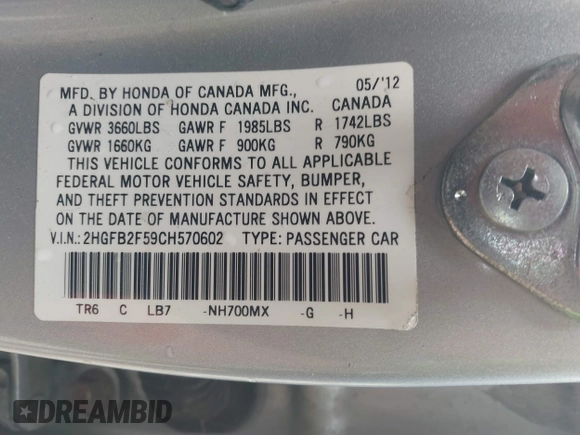 MFD. BY HONDA OF CANADA MFG., 05/'12
A DIVISION OF HONDA CANADA INC. CANADA
GVWR 3660LBS GAWR F 1985LBS R 1742LBS
GVWR 1660KG GAWR F 900KG R 790KG
THIS VEHICLE CONFORMS TO ALL APPLICABLE
FEDERAL MOTOR VEHICLE SAFETY, BUMPER,
AND THEFT PREVENTION STANDARDS IN EFFECT
ON THE DATE OF MANUFACTURE SHOWN ABOVE.
V.I.N.:2HGFB2F59CH570602 TYPE: PASSENGER CAR
TR6 C LB7 -NH700MX -G -H
DREAMBID